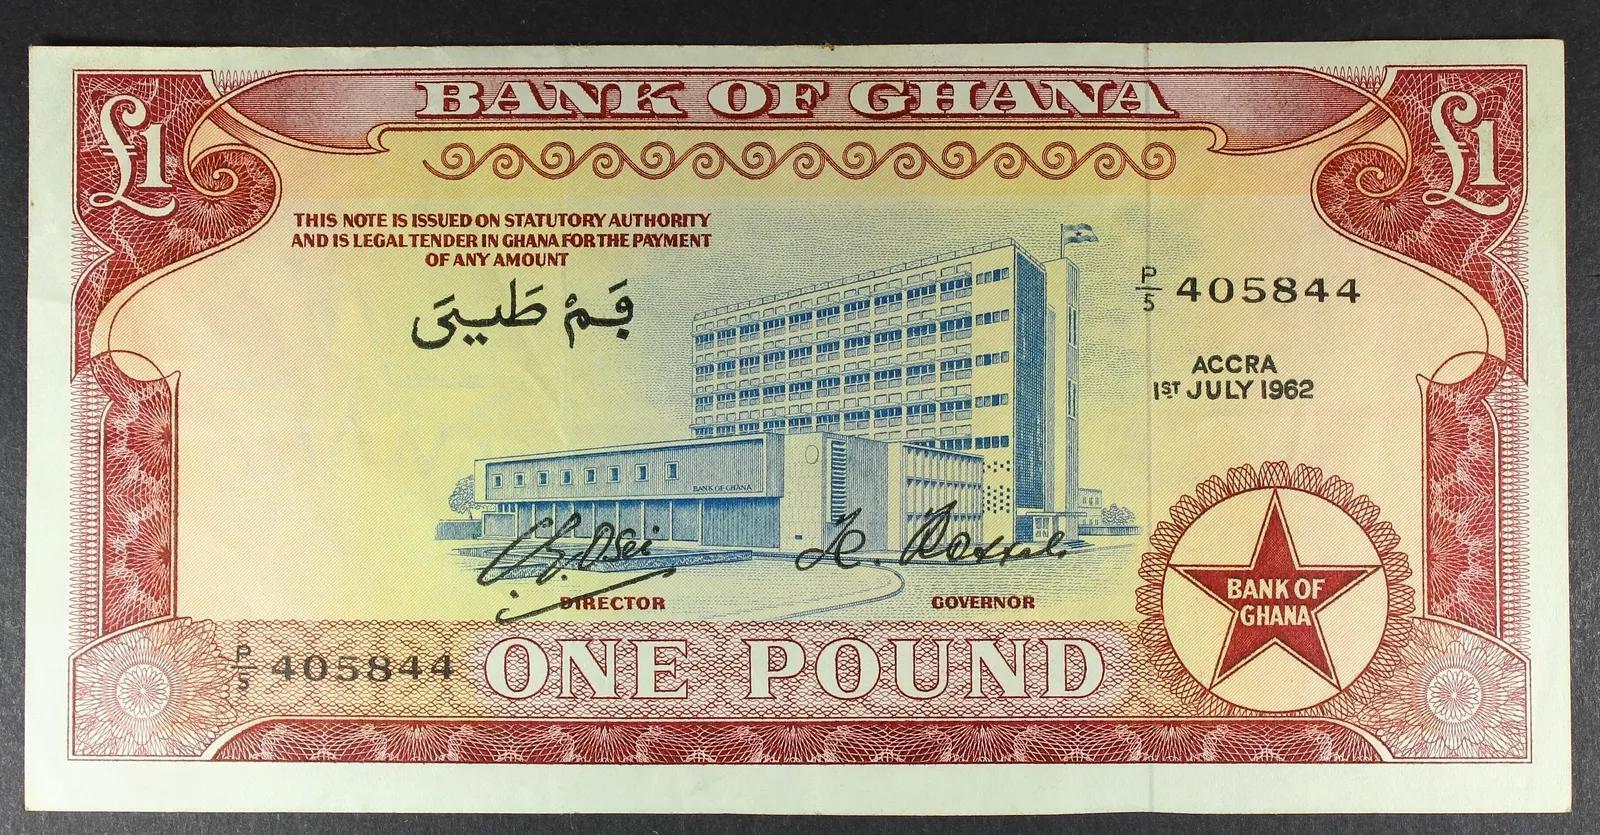 BANK OF GHANA
£1
£1
THIS NOTE IS ISSUED ON STATUTORY AUTHORITY
AND IS LEGAL TENDER IN GHANA FOR THE PAYMENT
OF ANY AMOUNT
P/5 405844
ACCRA
1ST JULY 1962
BANK OF GHANA
DIRECTOR
GOVERNOR
BANK OF
GHANA
P/5 405844
ONE POUND